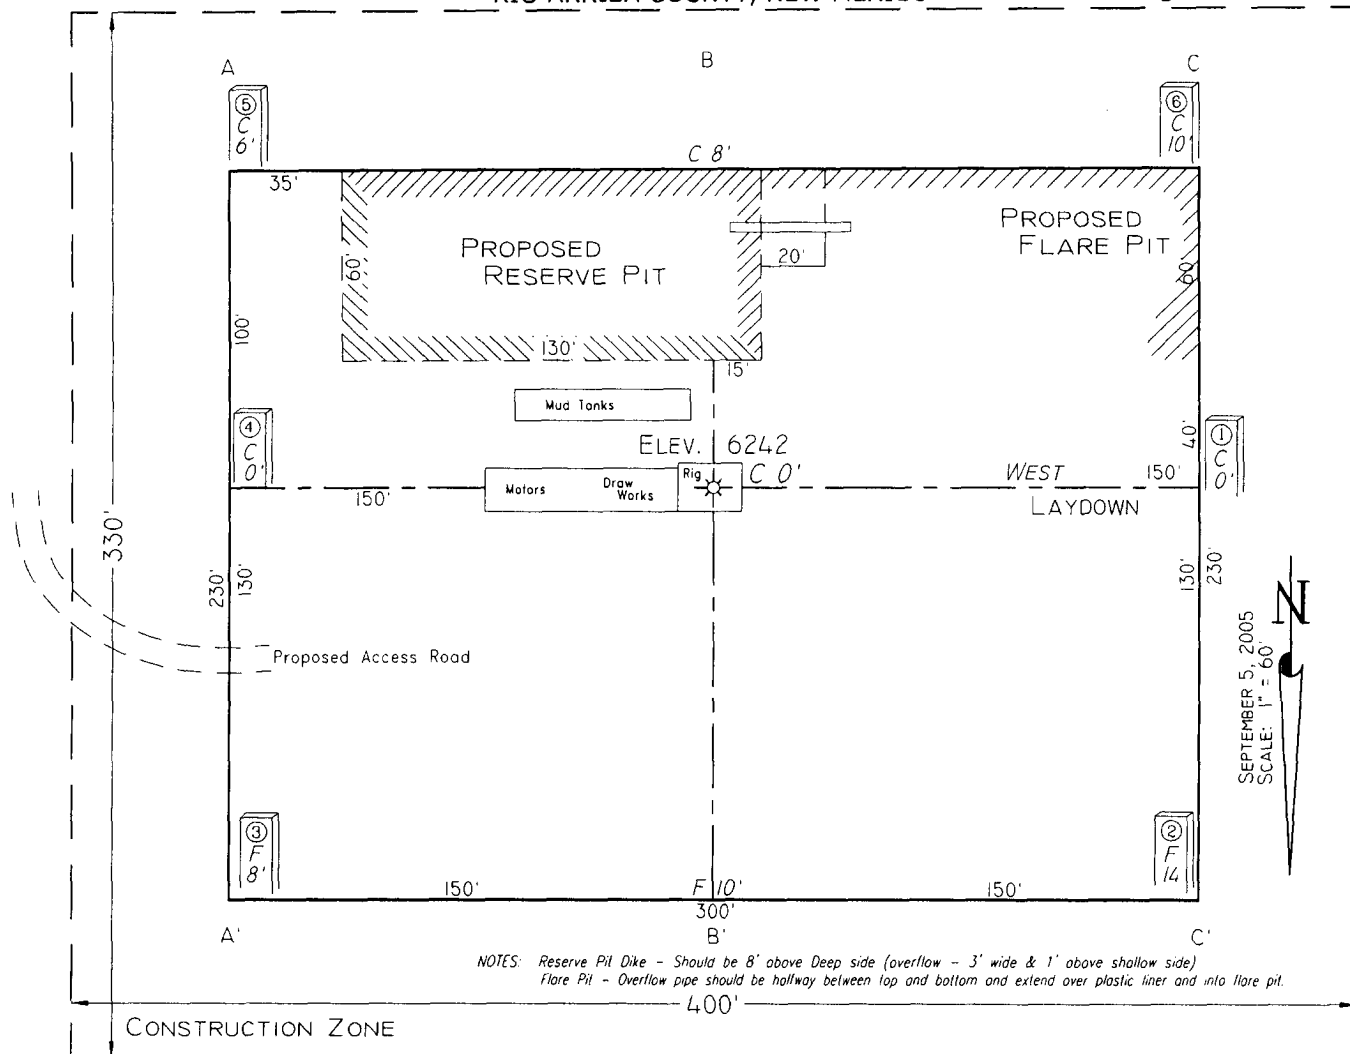 RIO ARRIBA COUNTY, NEW MEXICO
A
B
C
5
C
6'
6
C
10'
C 8'
35'
PROPOSED
RESERVE PIT
PROPOSED
FLARE PIT
60'
20'
60'
100'
130'
15'
Mud Tanks
40'
4
C
0'
ELEV. 6242
C 0'
1
C
0'
Motors
Draw
Works
Rig
150'
WEST
150'
LAYDOWN
330'
230'
130'
130'
230'
N
SEPTEMBER 5, 2005
SCALE: 1" = 60'
Proposed Access Road
3
F
8'
2
F
14
150'
F 10'
150'
300'
A'
B'
C'
NOTES: Reserve Pit Dike - Should be 8' above Deep side (overflow - 3' wide & 1' above shallow side)
Flare Pit - Overflow pipe should be halfway between top and bottom and extend over plastic liner and into flare pit.
400'
CONSTRUCTION ZONE